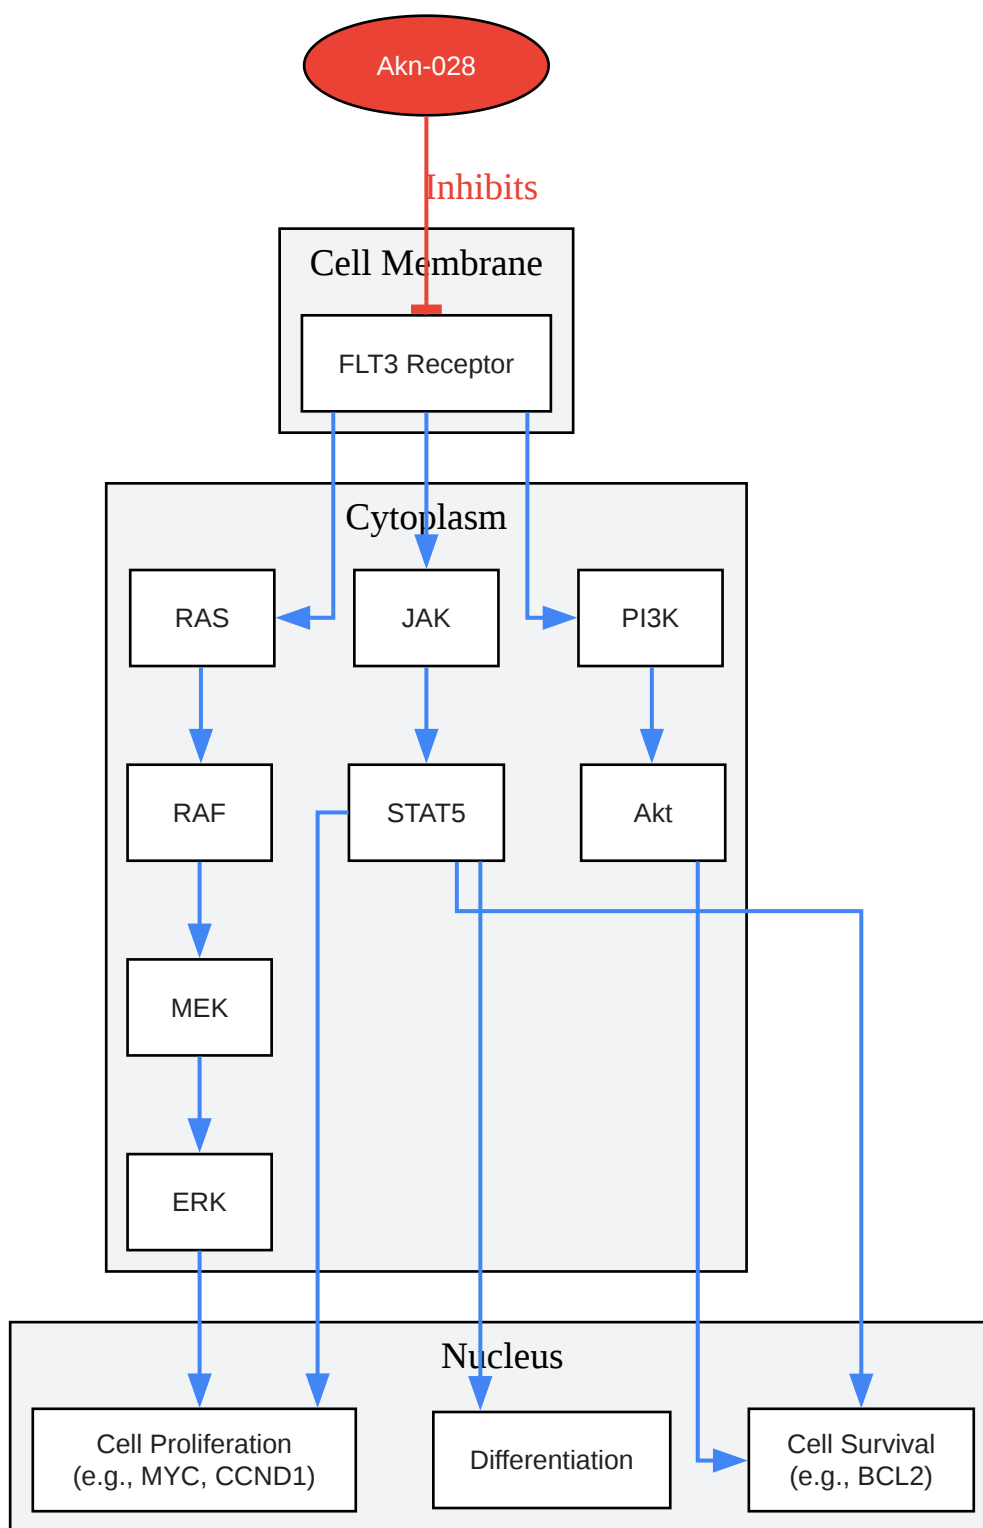 Akn-028
Inhibits
Cell Membrane
FLT3 Receptor
Cytoplasm
RAS
JAK
PI3K
RAF
STAT5
Akt
MEK
ERK
Nucleus
Cell Proliferation
(e.g., MYC, CCND1)
Differentiation
Cell Survival
(e.g., BCL2)